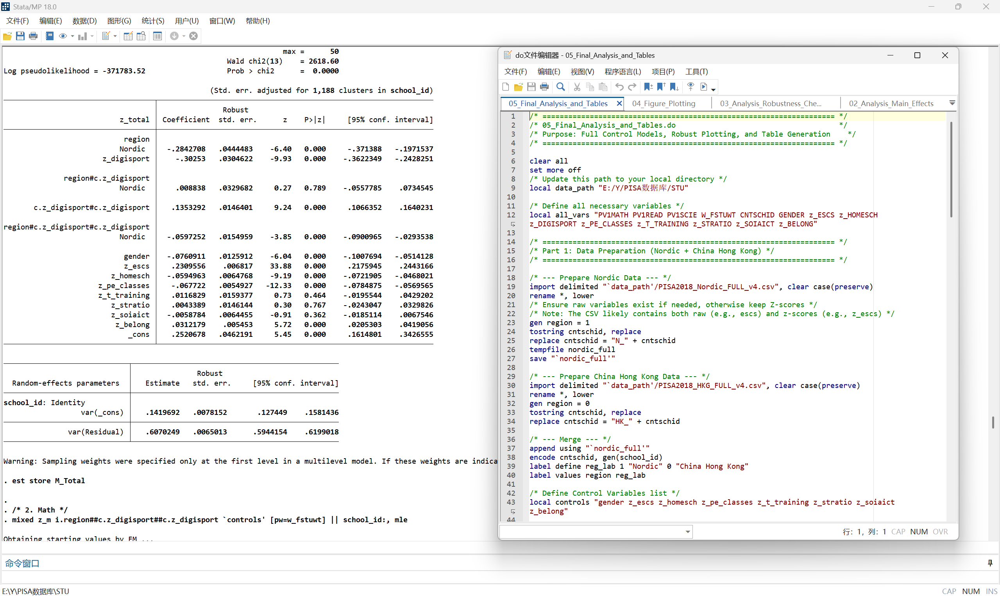 Stata/MP 18.0
文件(F) 编辑(E) 数据(D) 图形(G) 统计(S) 用户(U) 窗口(W) 帮助(H)
max = 50
Wald chi2(13) = 2618.60
Log pseudolikelihood = -371783.52 Prob > chi2 = 0.0000
(Std. err. adjusted for 1,188 clusters in school_id)
Robust
z_total Coefficient std. err. z P>|z| [95% conf. interval]
region
Nordic -.2842708 .0444483 -6.40 0.000 -.371388 -.1971537
z_digisport -.30253 .0304622 -9.93 0.000 -.3622349 -.2428251
region#c.z_digisport
Nordic .008838 .0329682 0.27 0.789 -.0557785 .0734545
c.z_digisport#c.z_digisport .1353292 .0146401 9.24 0.000 .1066352 .1640231
region#c.z_digisport#c.z_digisport
Nordic -.0597252 .0154959 -3.85 0.000 -.0900965 -.0293538
gender -.0760911 .0125912 -6.04 0.000 -.1007694 -.0514128
z_escs .2309556 .006817 33.88 0.000 .2175945 .2443166
z_homesch -.0594963 .0064768 -9.19 0.000 -.0721905 -.0468021
z_pe_classes -.067722 .0054927 -12.33 0.000 -.0784875 -.0569565
z_t_training .0116829 .0159377 0.73 0.464 -.0195544 .0429202
z_stratio .0043389 .0146144 0.30 0.767 -.0243047 .0329826
z_soiaict -.0058784 .0064455 -0.91 0.362 -.0185114 .0067546
z_belong .0312179 .005453 5.72 0.000 .0205303 .0419056
_cons .2520678 .0462191 5.45 0.000 .1614801 .3426555
Robust
Random-effects parameters Estimate std. err. [95% conf. interval]
school_id: Identity
var(_cons) .1419692 .0078152 .127449 .1581436
var(Residual) .6070249 .0065013 .5944154 .6199018
Warning: Sampling weights were specified only at the first level in a multilevel model. If these weights are indica
. est store M_Total
.
. /* 2. Math */
. mixed z_m i.region##c.z_digisport##c.z_digisport `controls' [pw=w_fstuwt] || school_id:, mle
Obtaining starting values by EM ...
do文件编辑器 - 05_Final_Analysis_and_Tables
文件(F) 编辑(E) 视图(V) 程序语言(L) 项目(P) 工具(T)
05_Final_Analysis_and_Tables 04_Figure_Plotting 03_Analysis_Robustness_Che... 02_Analysis_Main_Effects
1 /* ==================================================================== */
2 /* 05_Final_Analysis_and_Tables.do */
3 /* Purpose: Full Control Models, Robust Plotting, and Table Generation */
4 /* ==================================================================== */
5
6 clear all
7 set more off
8 /* Update this path to your local directory */
9 local data_path "E:/Y/PISA数据库/STU"
10
11 /* Define all necessary variables */
12 local all_vars "PV1MATH PV1READ PV1SCIE W_FSTUWT CNTSCHID GENDER z_ESCS z_HOMESCH
z_DIGISPORT z_PE_CLASSES z_T_TRAINING z_STRATIO z_SOIAICT z_BELONG"
13
14 /* ==================================================================== */
15 /* Part 1: Data Preparation (Nordic + China Hong Kong) */
16 /* ==================================================================== */
17
18 /* --- Prepare Nordic Data --- */
19 import delimited "`data_path'/PISA2018_Nordic_FULL_v4.csv", clear case(preserve)
20 rename *, lower
21 /* Ensure raw variables exist if needed, otherwise keep Z-scores */
22 /* Note: The CSV likely contains both raw (e.g., escs) and z-scores (e.g., z_escs) */
23 gen region = 1
24 tostring cntschid, replace
25 replace cntschid = "N_" + cntschid
26 tempfile nordic_full
27 save "`nordic_full'"
28
29 /* --- Prepare China Hong Kong Data --- */
30 import delimited "`data_path'/PISA2018_HKG_FULL_v4.csv", clear case(preserve)
31 rename *, lower
32 gen region = 0
33 tostring cntschid, replace
34 replace cntschid = "HK_" + cntschid
35
36 /* --- Merge --- */
37 append using "`nordic_full'"
38 encode cntschid, gen(school_id)
39 label define reg_lab 1 "Nordic" 0 "China Hong Kong"
40 label values region reg_lab
41
42 /* Define Control Variables list */
43 local controls "gender z_escs z_homesch z_pe_classes z_t_training z_stratio z_soiaict
z_belong"
44
行: 1, 列: 1 CAP NUM OVR
命令窗口
E:\Y\PISA数据库\STU CAP NUM INS